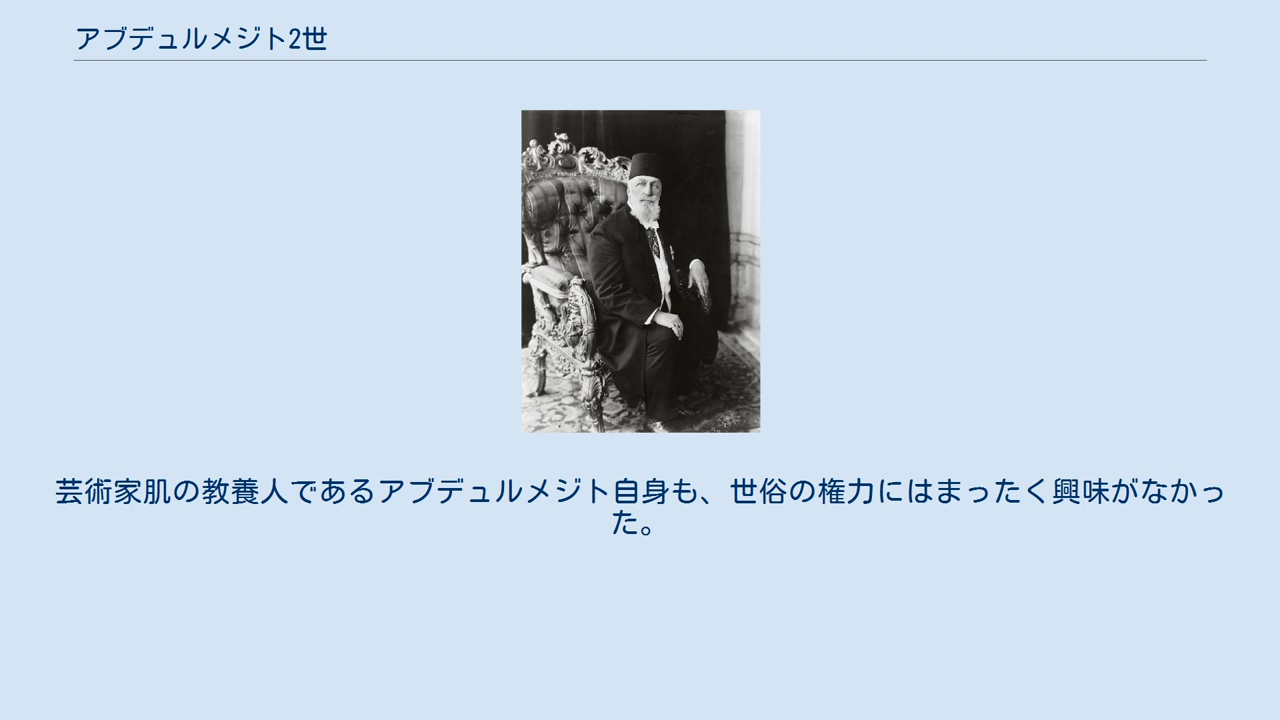 アブデュルメジト2世
芸術家肌の教養人であるアブデュルメジト自身も、世俗の権力にはまったく興味がなかっ
た。